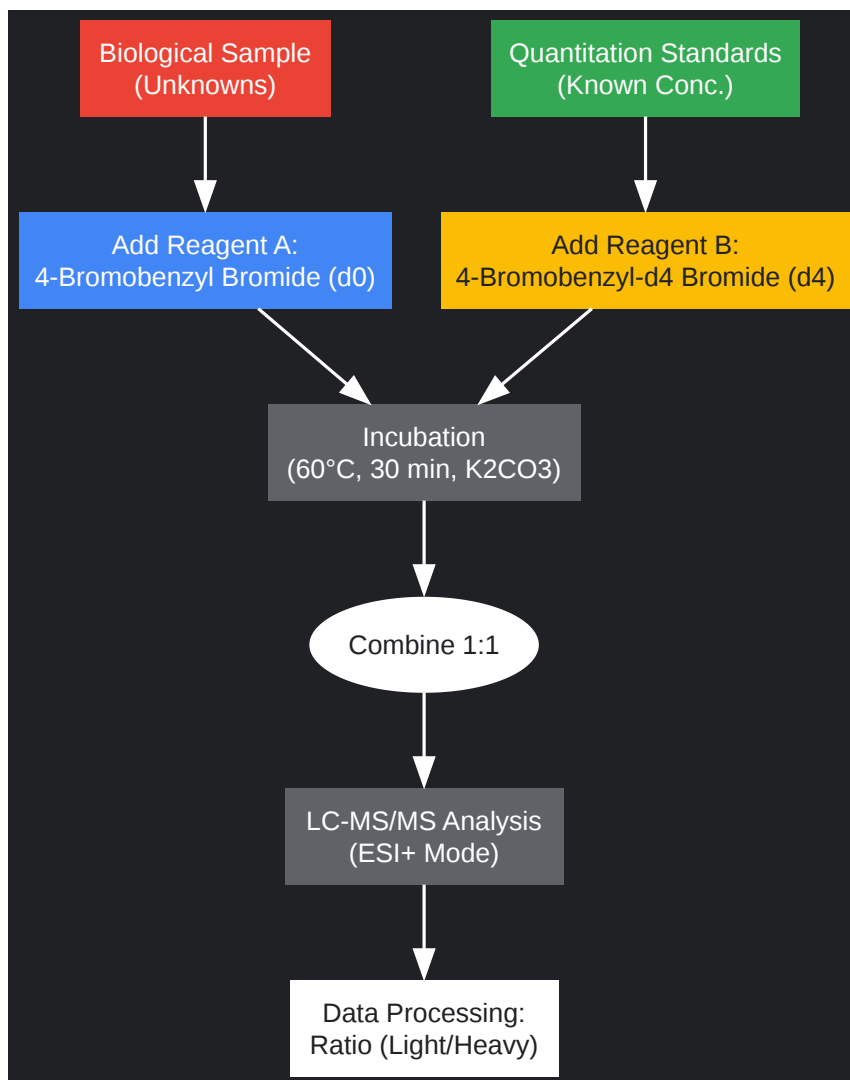 Biological Sample
(Unknowns)
Quantitation Standards
(Known Conc.)
Add Reagent A:
4-Bromobenzyl Bromide (d0)
Add Reagent B:
4-Bromobenzyl-d4 Bromide (d4)
Incubation
(60°C, 30 min, K2CO3)
Combine 1:1
LC-MS/MS Analysis
(ESI+ Mode)
Data Processing:
Ratio (Light/Heavy)